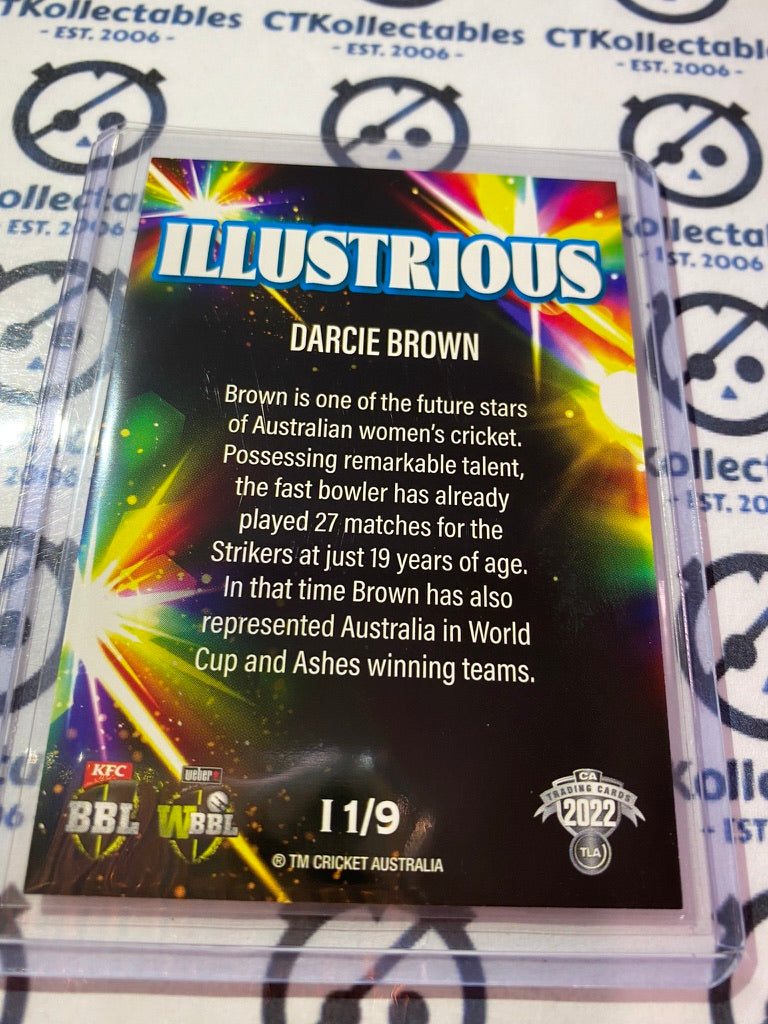 CTKollectables
- EST. 2006 -
CTKollectables
- EST. 2006 -
CTKollectables
- EST. 2006 -
ILLUSTRIOUS
DARCIE BROWN
Brown is one of the future stars
of Australian women's cricket.
Possessing remarkable talent,
the fast bowler has already
played 27 matches for the
Strikers at just 19 years of age.
In that time Brown has also
represented Australia in World
Cup and Ashes winning teams.
KFC
BBL
weber
WBBL
I 1/9
® TM CRICKET AUSTRALIA
CA
TRADING CARDS
2022
TLA